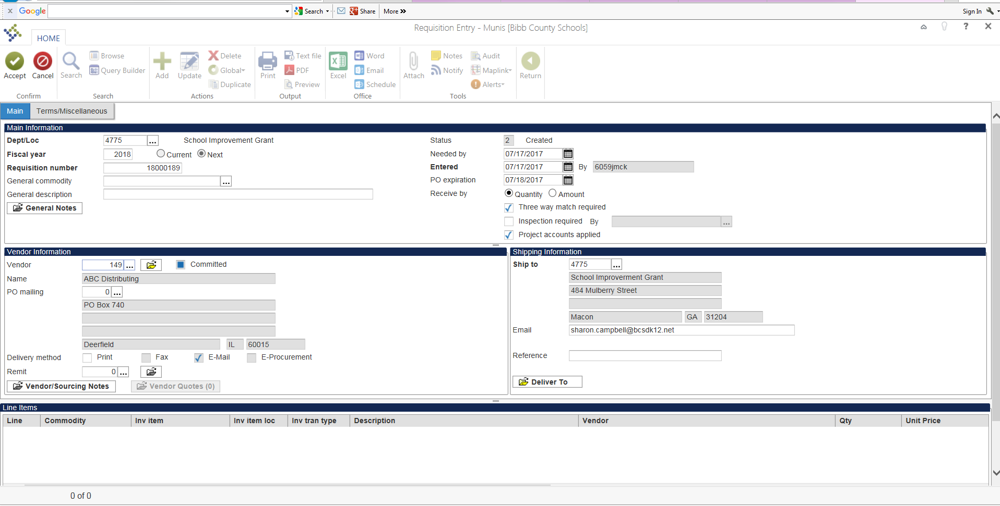 x Google Search Share More » Sign In
Requisition Entry - Munis [Bibb County Schools] ? X
HOME
Accept Cancel Search Browse Query Builder Add Update Delete Global Duplicate Print Text file PDF Preview Excel Word Email Schedule Attach Notes Notify Audit Maplink Alerts Return
Confirm Search Actions Output Office Tools
Main Terms/Miscellaneous
Main Information
Dept/Loc 4775 ... School Improvement Grant
Fiscal year 2018 Current Next
Requisition number 18000189
General commodity ...
General description
General Notes
Status 2 Created
Needed by 07/17/2017
Entered 07/17/2017 By 6059jmck
PO expiration 07/18/2017
Receive by Quantity Amount
Three way match required
Inspection required By ...
Project accounts applied
Vendor Information
Vendor 149 ... Committed
Name ABC Distributing
PO mailing 0 ...
PO Box 740
Deerfield IL 60015
Delivery method Print Fax E-Mail E-Procurement
Remit 0 ...
Vendor/Sourcing Notes Vendor Quotes (0)
Shipping Information
Ship to 4775 ...
School Improverment Grant
484 Mulberry Street
Macon GA 31204
Email sharon.campbell@bcsdk12.net
Reference
Deliver To
Line Items
Line Commodity Inv item Inv item loc Inv tran type Description Vendor Qty Unit Price
0 of 0